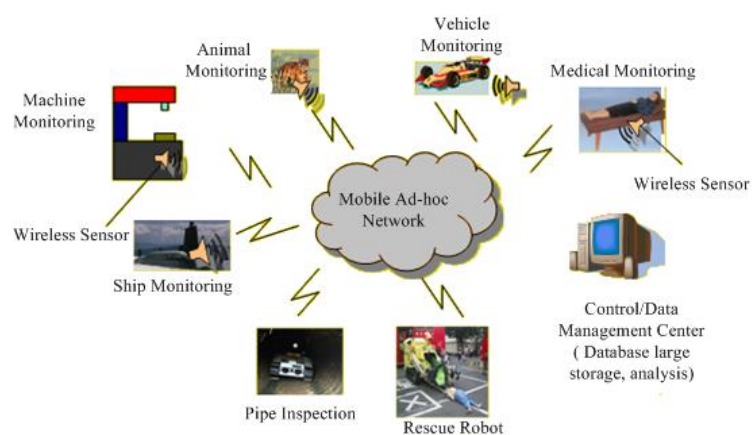 Animal
Monitoring
Vehicle
Monitoring
Medical Monitoring
Machine
Monitoring
Mobile Ad-hoc
Network
Wireless Sensor
Wireless Sensor
Ship Monitoring
Control/Data
Management Center
( Database large
storage, analysis)
Pipe Inspection
Rescue Robot